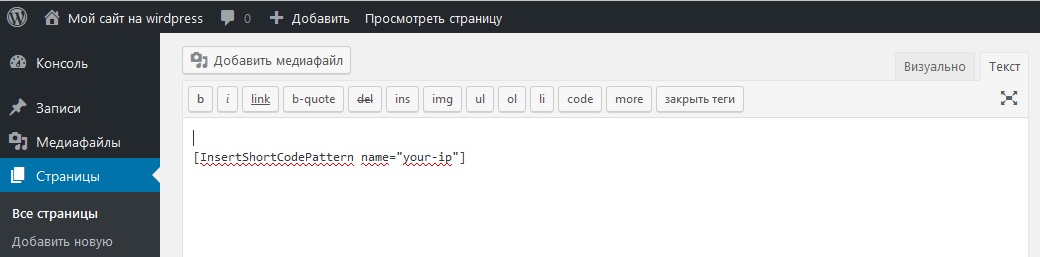 Мой сайт на wirdpress 0 Добавить Просмотреть страницу
Консоль
Записи
Медиафайлы
Страницы
Все страницы
Добавить новую
Добавить медиафайл
Визуально Текст
b i link b-quote del ins img ul ol li code more закрыть теги
[InsertShortCodePattern name="your-ip"]